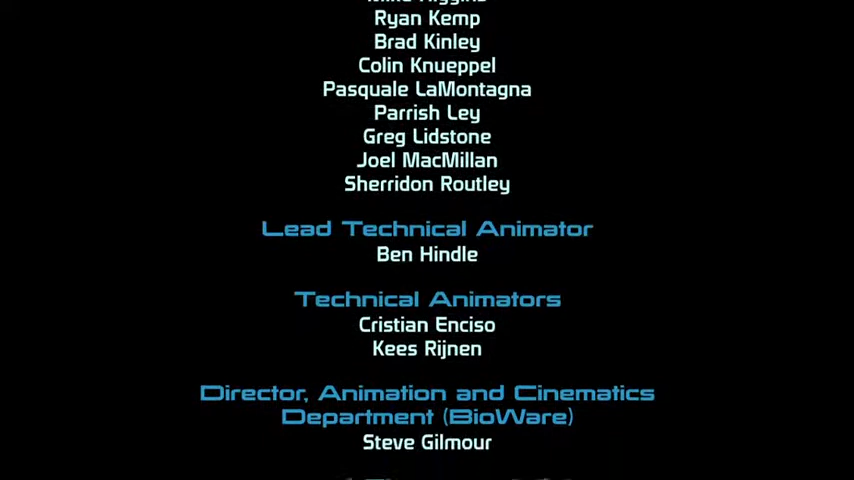 Ryan Kemp
Brad Kinley
Colin Knueppel
Pasquale LaMontagna
Parrish Ley
Greg Lidstone
Joel MacMillan
Sherridon Routley
Lead Technical Animator
Ben Hindle
Technical Animators
Cristian Enciso
Kees Rijnen
Director, Animation and Cinematics
Department (BioWare)
Steve Gilmour